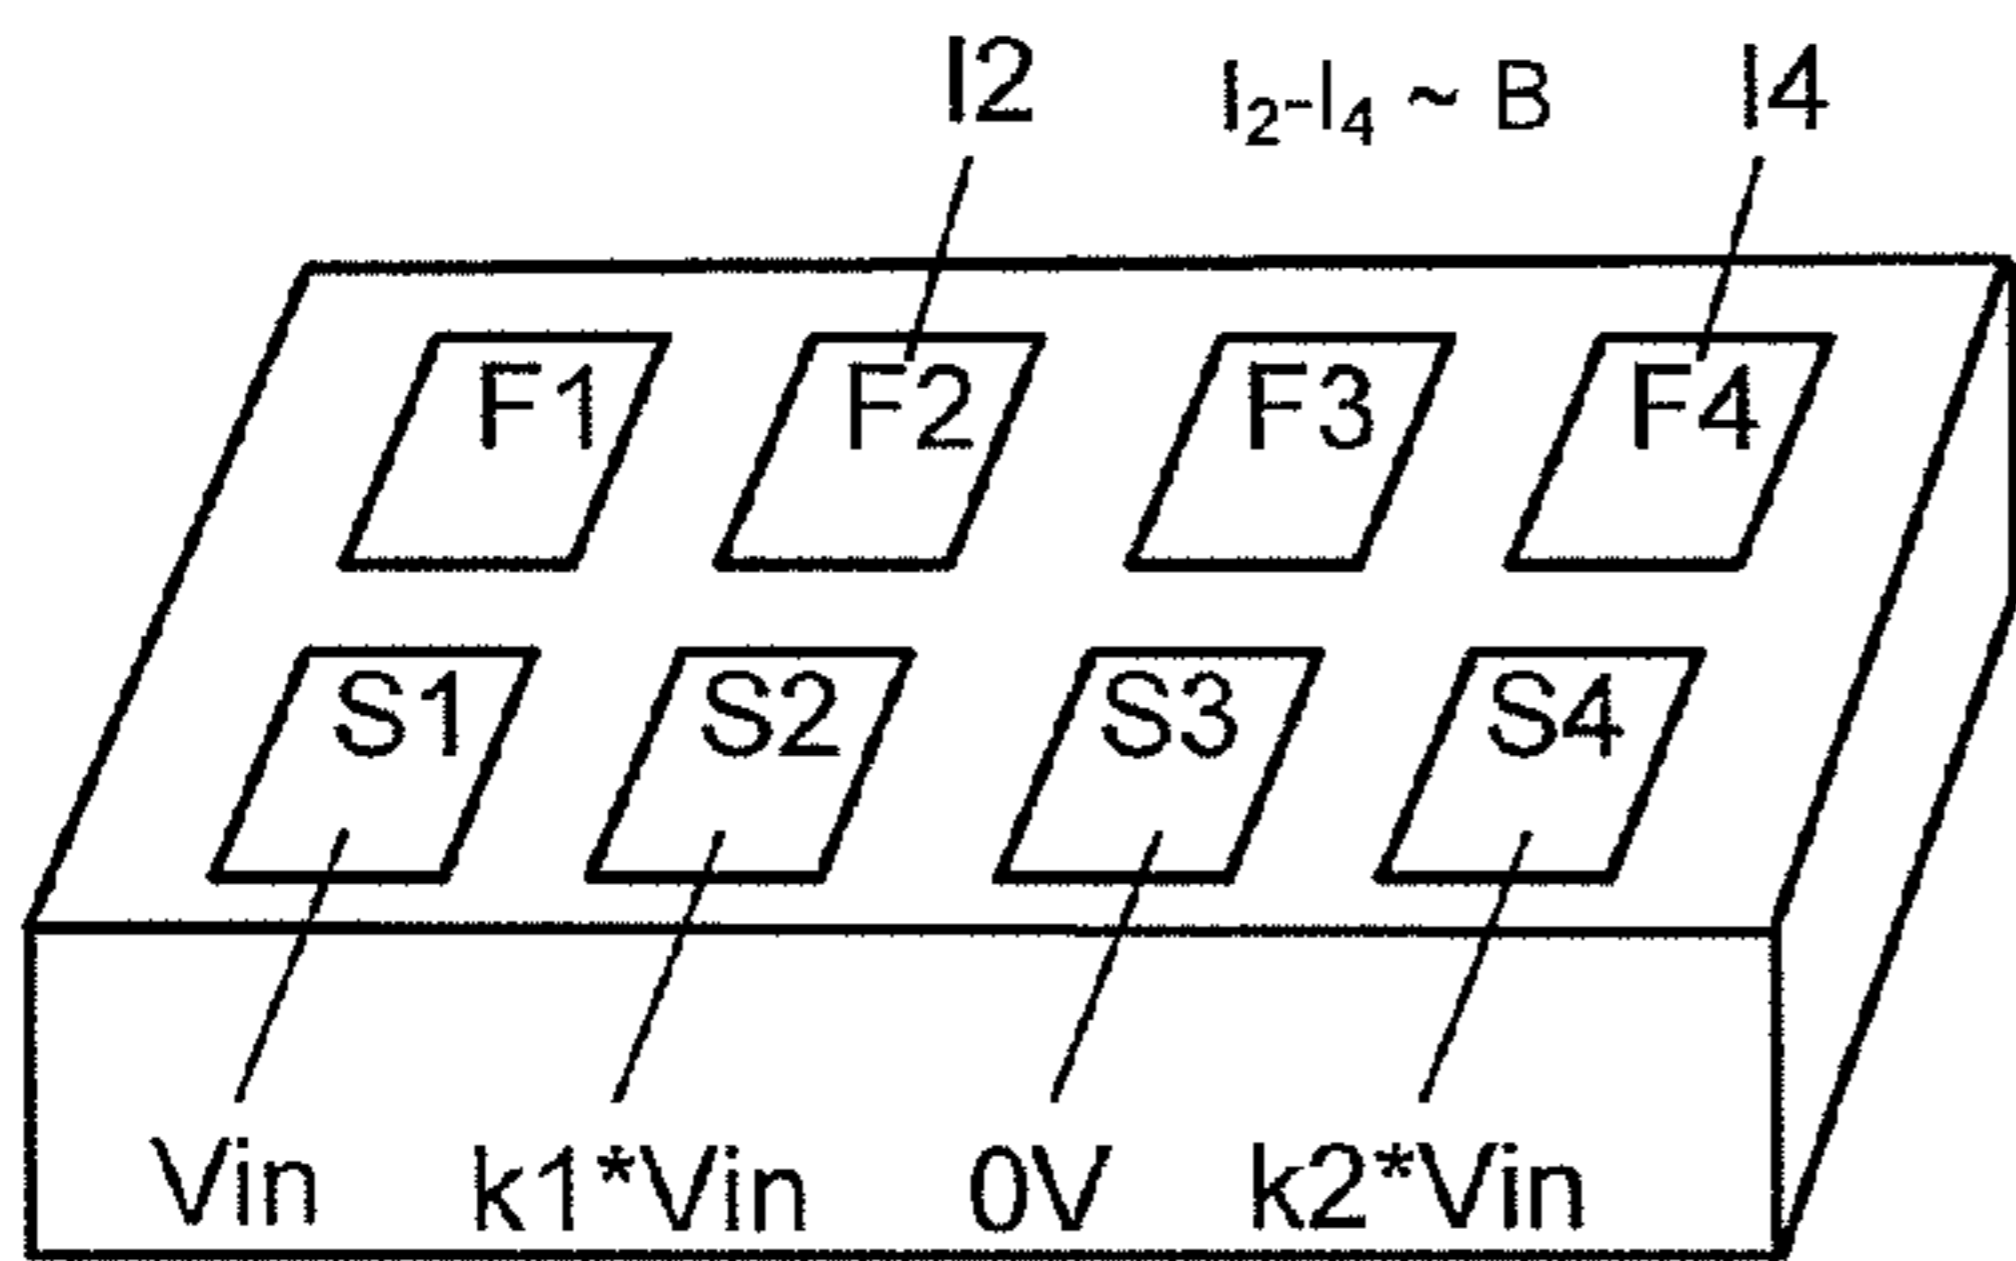 I2 I₂-I₄ ~ B I4
F1 F2 F3 F4
S1 S2 S3 S4
Vin k1*Vin 0V k2*Vin